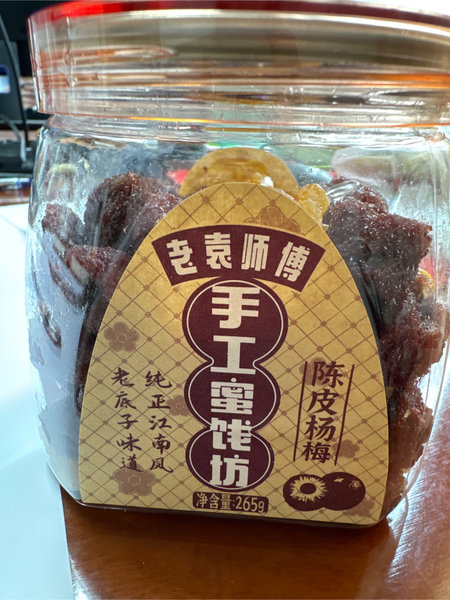 老袁师傅
手工蜜饯坊
陈皮杨梅
纯正江南风
老底子味道
净含量:265g